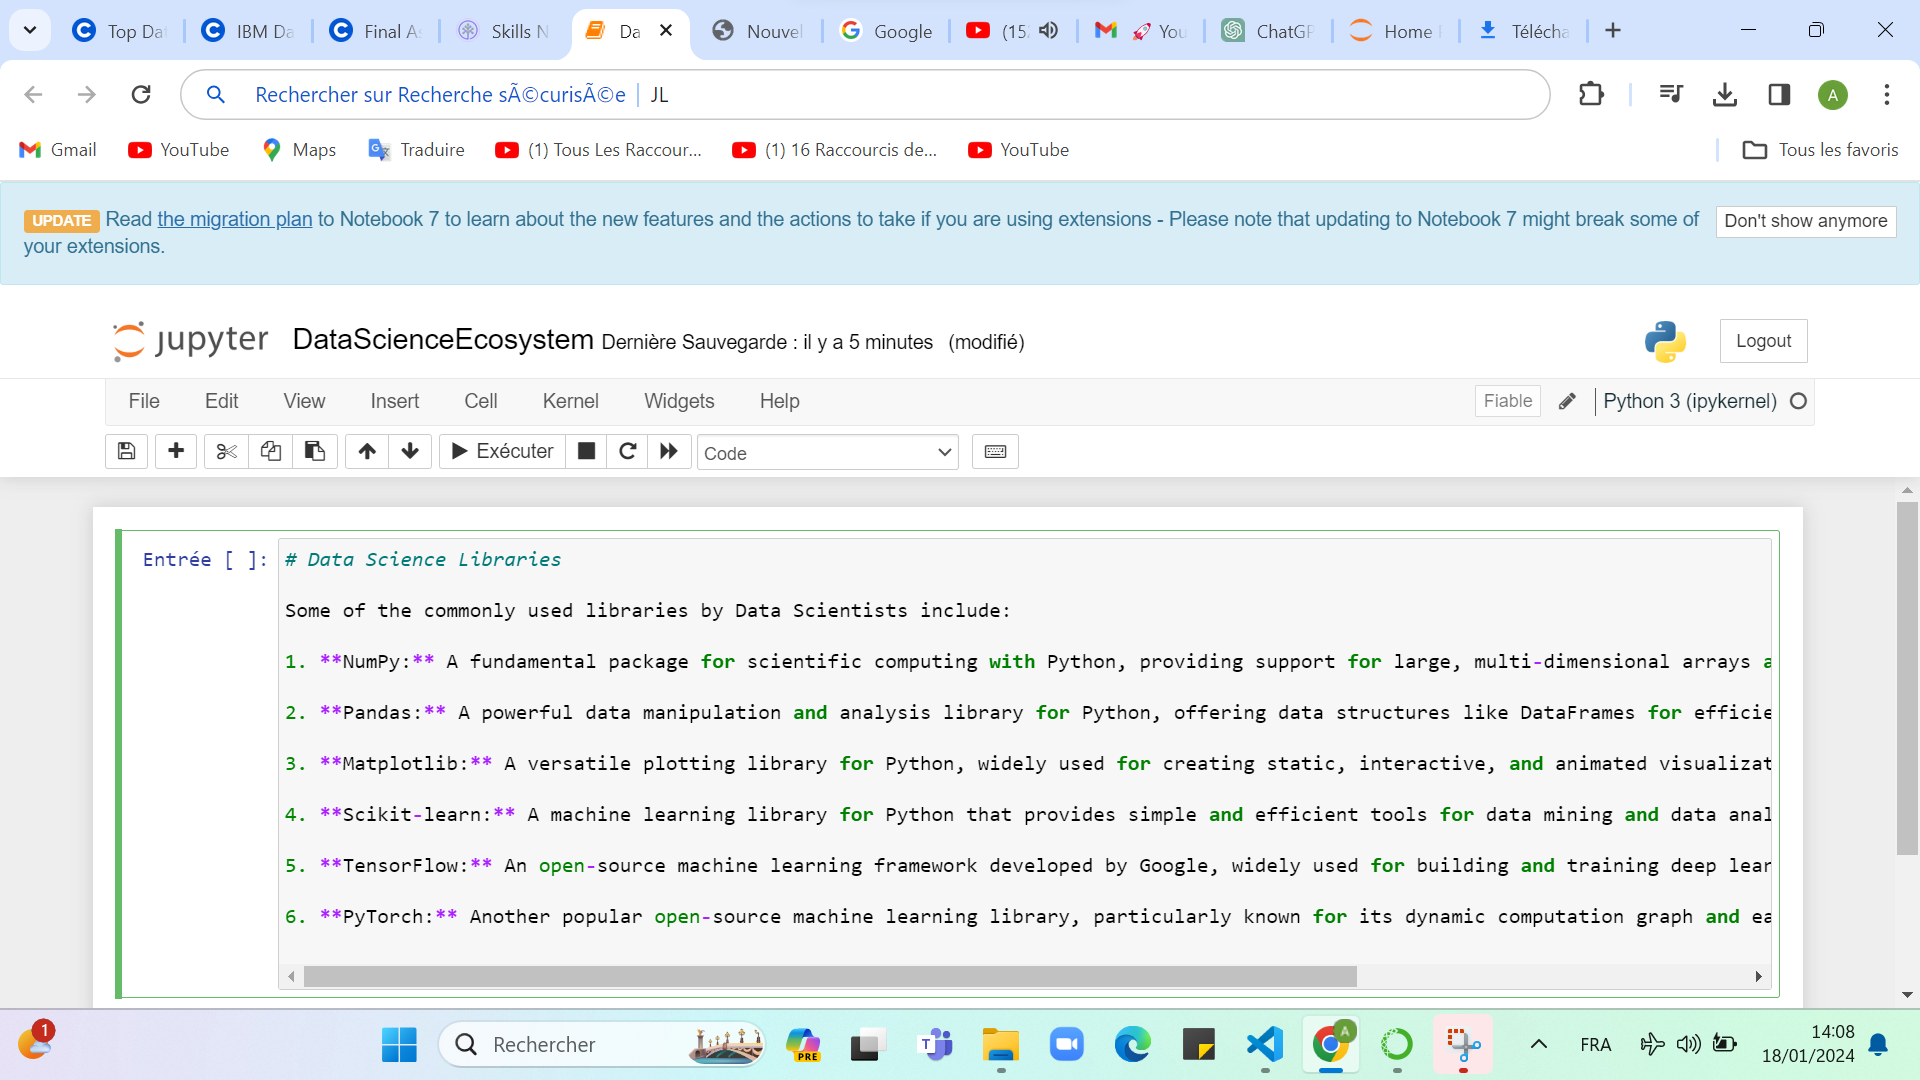 Top Da
IBM Da
Final A
Skills N
Da
Nouvel
Google
(15
You
ChatGP
Home
Télécha
Rechercher sur Recherche sÃ©curisÃ©e JL
A
Gmail
YouTube
Maps
Traduire
(1) Tous Les Raccour...
(1) 16 Raccourcis de...
YouTube
Tous les favoris
UPDATE Read the migration plan to Notebook 7 to learn about the new features and the actions to take if you are using extensions - Please note that updating to Notebook 7 might break some of
your extensions.
Don't show anymore
jupyter DataScienceEcosystem Dernière Sauvegarde : il y a 5 minutes (modifié)
Logout
File Edit View Insert Cell Kernel Widgets Help
Fiable
Python 3 (ipykernel)
Exécuter
Code
Entrée [ ]: # Data Science Libraries
Some of the commonly used libraries by Data Scientists include:
1. **NumPy:** A fundamental package for scientific computing with Python, providing support for large, multi-dimensional arrays a
2. **Pandas:** A powerful data manipulation and analysis library for Python, offering data structures like DataFrames for efficie
3. **Matplotlib:** A versatile plotting library for Python, widely used for creating static, interactive, and animated visualizat
4. **Scikit-learn:** A machine learning library for Python that provides simple and efficient tools for data mining and data anal
5. **TensorFlow:** An open-source machine learning framework developed by Google, widely used for building and training deep lear
6. **PyTorch:** Another popular open-source machine learning library, particularly known for its dynamic computation graph and ea
1
Rechercher
PRE
T
A
FRA
14:08
18/01/2024